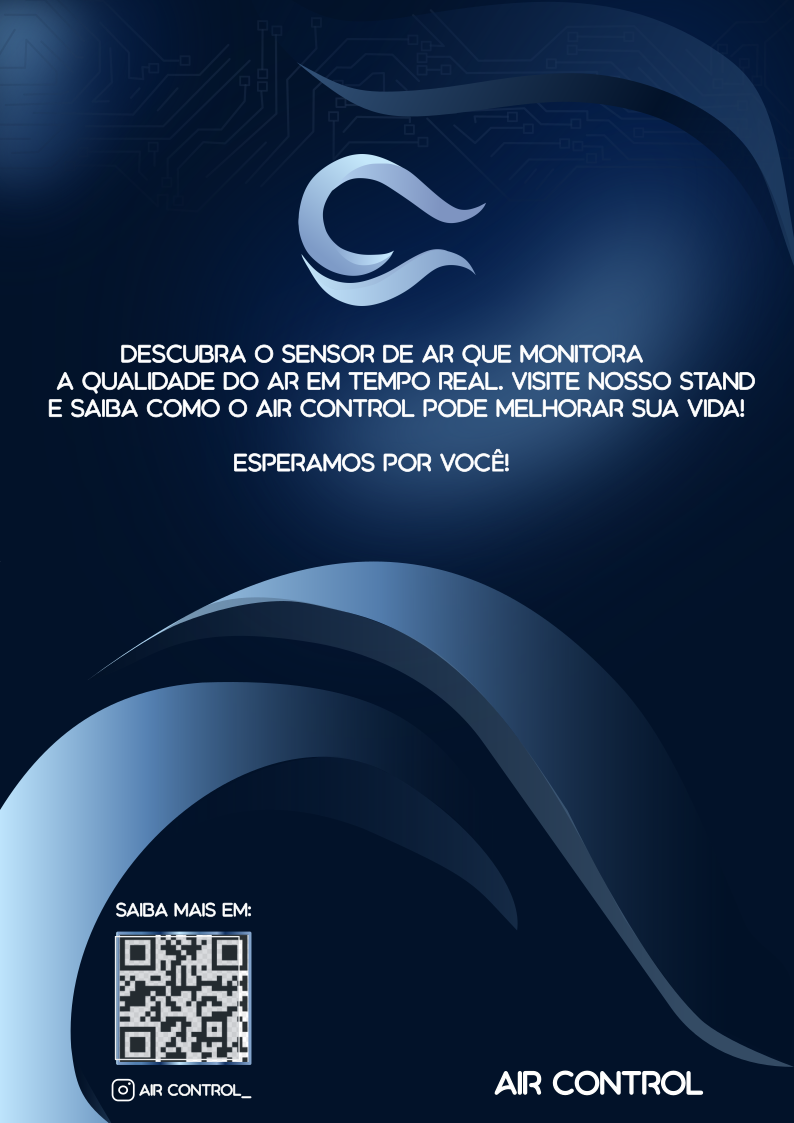 DESCUBRA O SENSOR DE AR QUE MONITORA
A QUALIDADE DO AR EM TEMPO REAL. VISITE NOSSO STAND
E SAIBA COMO O AIR CONTROL PODE MELHORAR SUA VIDA!
ESPERAMOS POR VOCÊ!
SAIBA MAIS EM:
AIR CONTROL_
AIR CONTROL